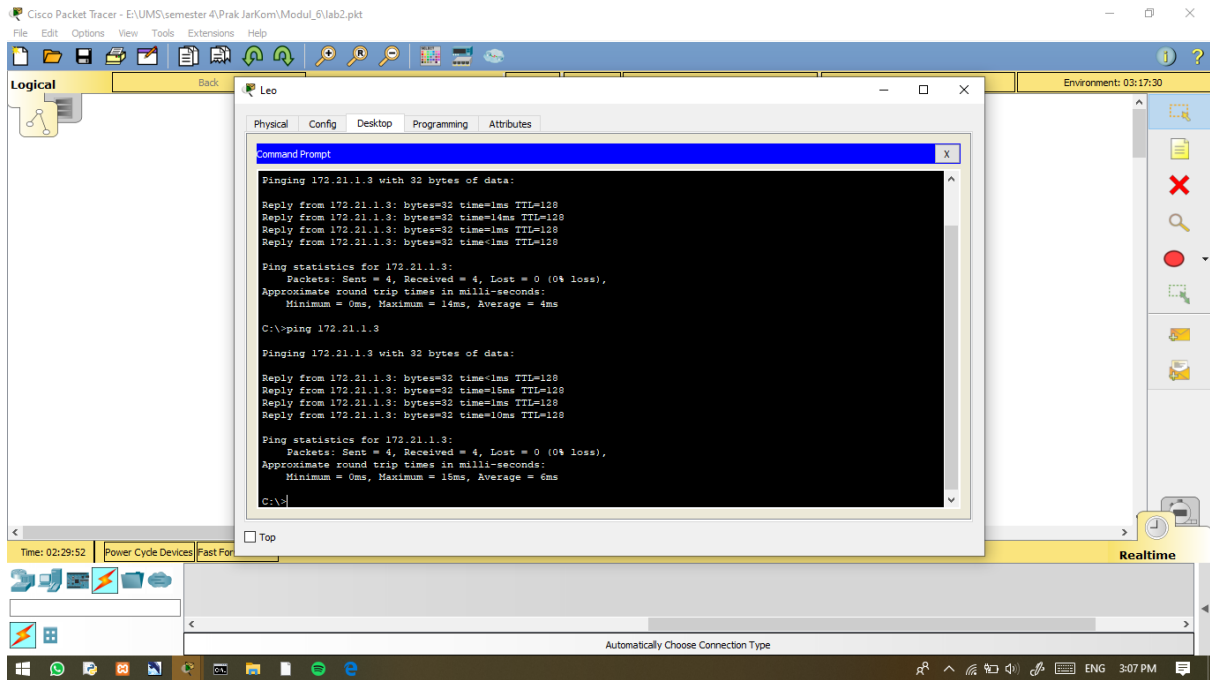 Cisco Packet Tracer - E:\UMS\semester 4\Prak JarKom\Modul_6\lab2.pkt
File Edit Options View Tools Extensions Help
Logical
Back
Environment: 03:17:30
Leo
Physical Config Desktop Programming Attributes
Command Prompt
X
Pinging 172.21.1.3 with 32 bytes of data:
Reply from 172.21.1.3: bytes=32 time=1ms TTL=128
Reply from 172.21.1.3: bytes=32 time=14ms TTL=128
Reply from 172.21.1.3: bytes=32 time=1ms TTL=128
Reply from 172.21.1.3: bytes=32 time<1ms TTL=128
Ping statistics for 172.21.1.3:
Packets: Sent = 4, Received = 4, Lost = 0 (0% loss),
Approximate round trip times in milli-seconds:
Minimum = 0ms, Maximum = 14ms, Average = 4ms
C:\>ping 172.21.1.3
Pinging 172.21.1.3 with 32 bytes of data:
Reply from 172.21.1.3: bytes=32 time<1ms TTL=128
Reply from 172.21.1.3: bytes=32 time=15ms TTL=128
Reply from 172.21.1.3: bytes=32 time=1ms TTL=128
Reply from 172.21.1.3: bytes=32 time=10ms TTL=128
Ping statistics for 172.21.1.3:
Packets: Sent = 4, Received = 4, Lost = 0 (0% loss),
Approximate round trip times in milli-seconds:
Minimum = 0ms, Maximum = 15ms, Average = 6ms
C:\>
Top
Time: 02:29:52 Power Cycle Devices Fast For
Realtime
Automatically Choose Connection Type
ENG 3:07 PM